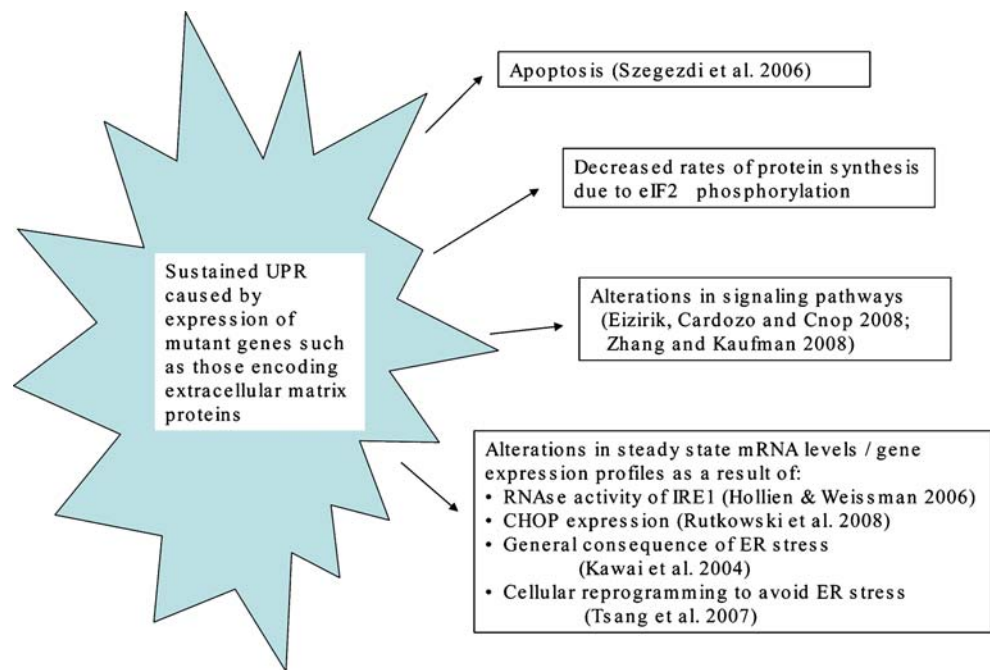 Apoptosis (Szegezdi et al. 2006)
Decreased rates of protein synthesis
due to eIF2 phosphorylation
Sustained UPR
caused by
expression of
mutant genes such
as those encoding
extracellular matrix
proteins
Alterations in signaling pathways
(Eizirik, Cardozo and Cnop 2008;
Zhang and Kaufman 2008)
Alterations in steady state mRNA levels / gene
expression profiles as a result of:
• RNAse activity of IRE1 (Hollien & Weissman 2006)
• CHOP expression (Rutkowski et al. 2008)
• General consequence of ER stress
(Kawai et al. 2004)
• Cellular reprogramming to avoid ER stress
(Tsang et al. 2007)